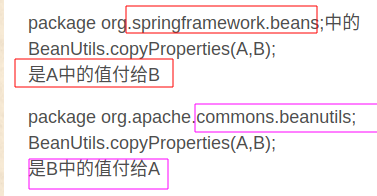 package org.springframework.beans;中的
BeanUtils.copyProperties(A,B);
是A中的值付给B
package org.apache.commons.beanutils;
BeanUtils.copyProperties(A,B);
是B中的值付给A